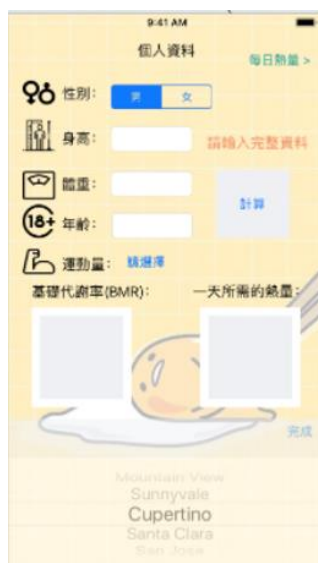 9:41 AM
個人資料
每日熱量 >
性別：
男
女
身高：
請輸入完整資料
體重：
計算
18+
年齡：
運動量：
請選擇
基礎代謝率(BMR)：
一天所需的熱量：
完成
Mountain View
Sunnyvale
Cupertino
Santa Clara
San Jose